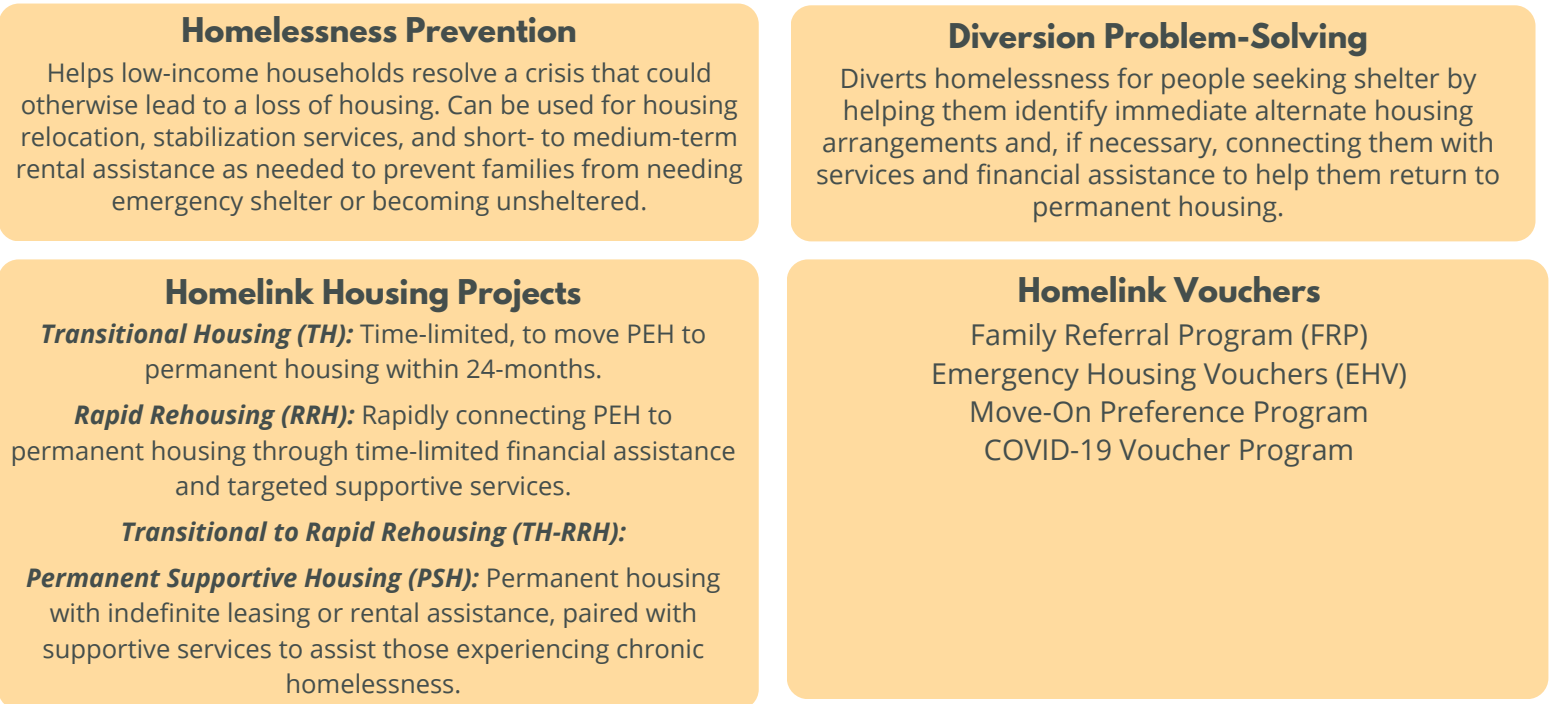 Homelessness Prevention
Helps low-income households resolve a crisis that could
otherwise lead to a loss of housing. Can be used for housing
relocation, stabilization services, and short- to medium-term
rental assistance as needed to prevent families from needing
emergency shelter or becoming unsheltered.
Diversion Problem-Solving
Diverts homelessness for people seeking shelter by
helping them identify immediate alternate housing
arrangements and, if necessary, connecting them with
services and financial assistance to help them return to
permanent housing.
Homelink Housing Projects
Transitional Housing (TH): Time-limited, to move PEH to
permanent housing within 24-months.
Rapid Rehousing (RRH): Rapidly connecting PEH to
permanent housing through time-limited financial assistance
and targeted supportive services.
Transitional to Rapid Rehousing (TH-RRH):
Permanent Supportive Housing (PSH): Permanent housing
with indefinite leasing or rental assistance, paired with
supportive services to assist those experiencing chronic
homelessness.
Homelink Vouchers
Family Referral Program (FRP)
Emergency Housing Vouchers (EHV)
Move-On Preference Program
COVID-19 Voucher Program